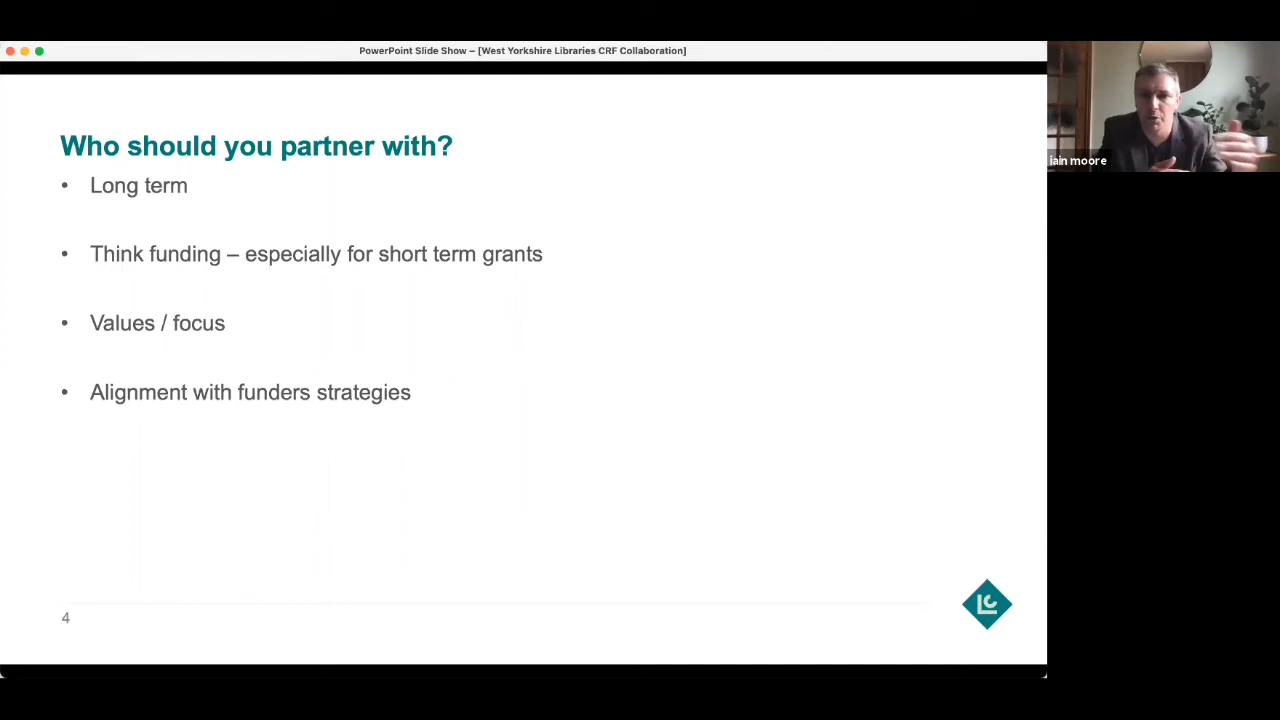 PowerPoint Slide Show – [West Yorkshire Libraries CRF Collaboration]
Who should you partner with?
• Long term
• Think funding – especially for short term grants
• Values / focus
• Alignment with funders strategies
4
LC
iain moore